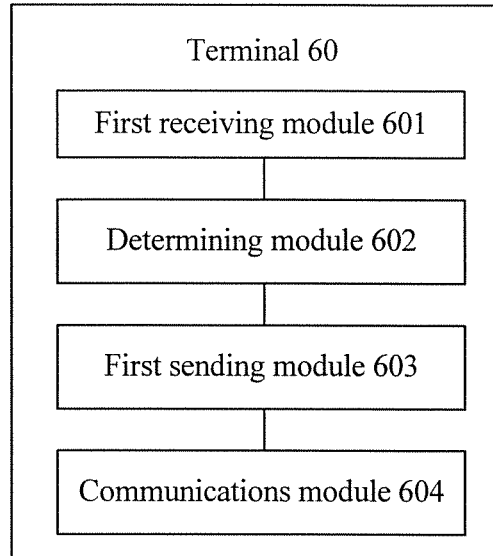 Terminal 60
First receiving module 601
Determining module 602
First sending module 603
Communications module 604